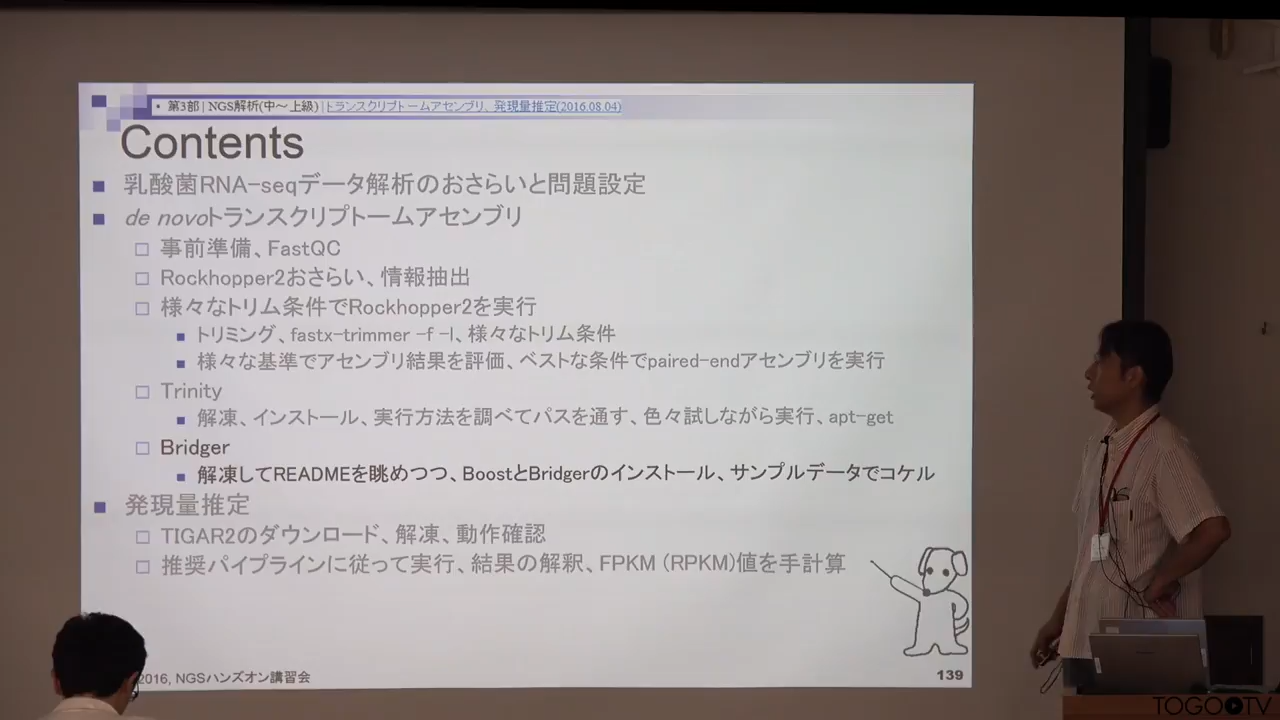 • 第3部 | NGS解析(中～上級) | トランスクリプトームアセンブリ、発現量推定(2016.08.04)
Contents
乳酸菌RNA-seqデータ解析のおさらいと問題設定
de novoトランスクリプトームアセンブリ
事前準備、FastQC
Rockhopper2おさらい、情報抽出
様々なトリム条件でRockhopper2を実行
トリミング、fastx-trimmer -f -l、様々なトリム条件
様々な基準でアセンブリ結果を評価、ベストな条件でpaired-endアセンブリを実行
Trinity
解凍、インストール、実行方法を調べてパスを通す、色々試しながら実行、apt-get
Bridger
解凍してREADMEを眺めつつ、BoostとBridgerのインストール、サンプルデータでコケル
発現量推定
TIGAR2のダウンロード、解凍、動作確認
推奨パイプラインに従って実行、結果の解釈、FPKM (RPKM)値を手計算
2016, NGSハンズオン講習会
139
TOGOTV